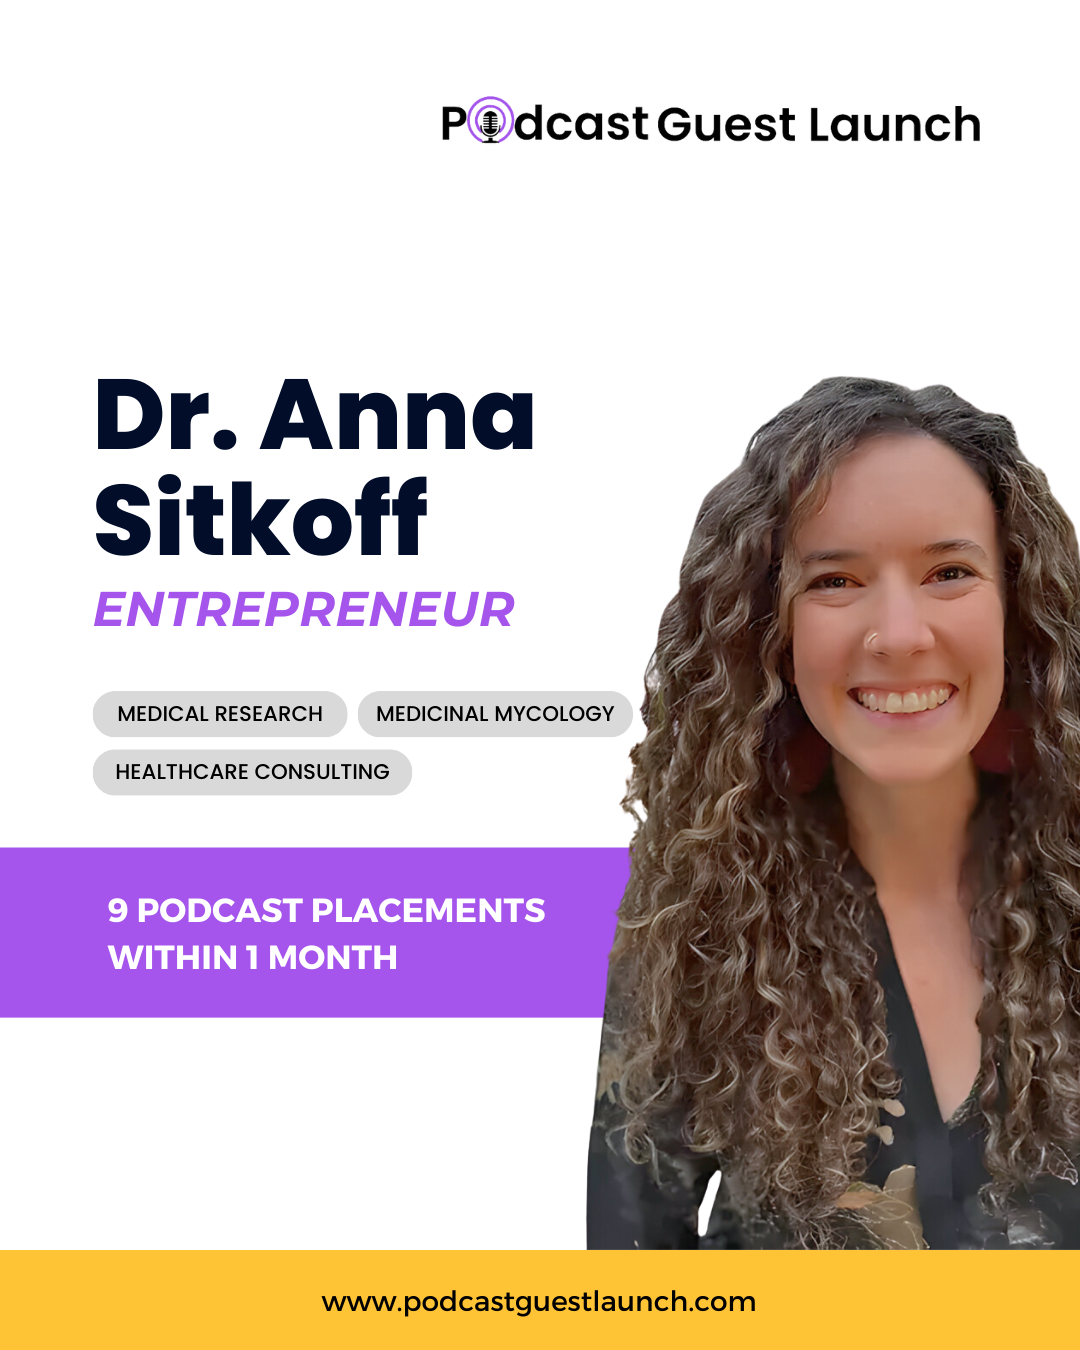 Podcast Guest Launch
Dr. Anna
Sitkoff
ENTREPRENEUR
MEDICAL RESEARCH
MEDICINAL MYCOLOGY
HEALTHCARE CONSULTING
9 PODCAST PLACEMENTS
WITHIN 1 MONTH
www.podcastguestlaunch.com